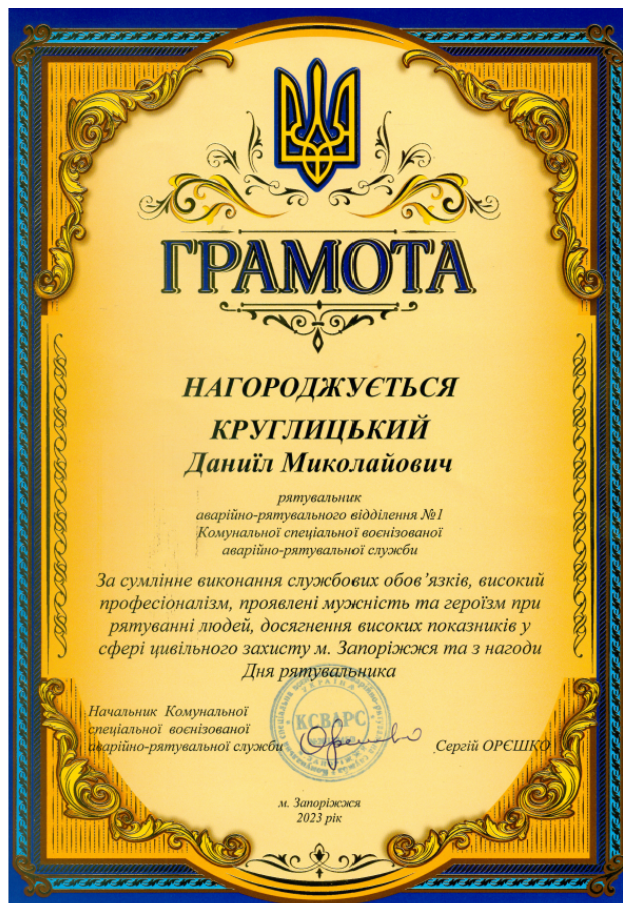 ГРАМОТА
НАГОРОДЖУЄТЬСЯ
КРУГЛИЦЬКИЙ
Даниїл Миколайович
рятувальник
аварійно-рятувального відділення №1
Комунальної спеціальної воєнізованої
аварійно-рятувальної служби
За сумлінне виконання службових обов’язків, високий
професіоналізм, проявлені мужність та героїзм при
рятуванні людей, досягнення високих показників у
сфері цивільного захисту м. Запоріжжя та з нагоди
Дня рятувальника
Начальник Комунальної
спеціальної воєнізованої
аварійно-рятувальної служби
УКРАЇНА
КСВАРС
Сергій ОРЄШКО
м. Запоріжжя
2023 рік